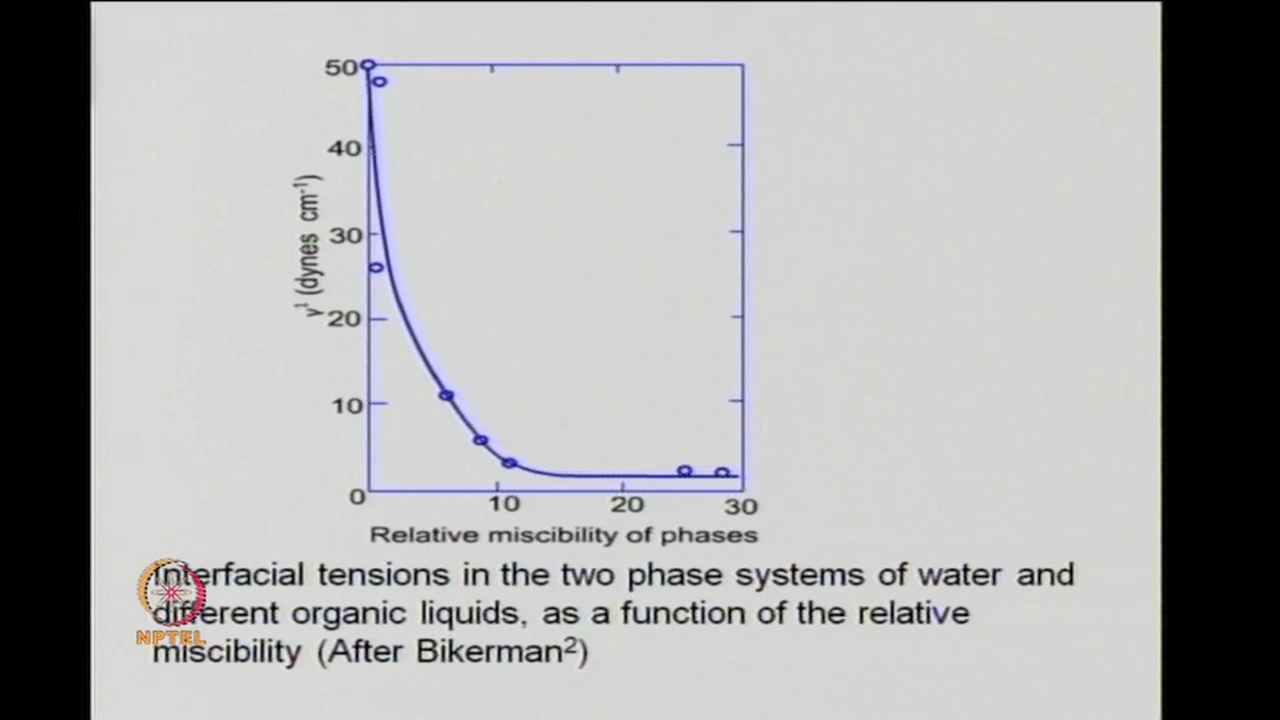 50
40
30
20
10
0
γ¹ (dynes cm⁻¹)
10 20 30
Relative miscibility of phases
Interfacial tensions in the two phase systems of water and
different organic liquids, as a function of the relative
miscibility (After Bikerman²)
NPTEL